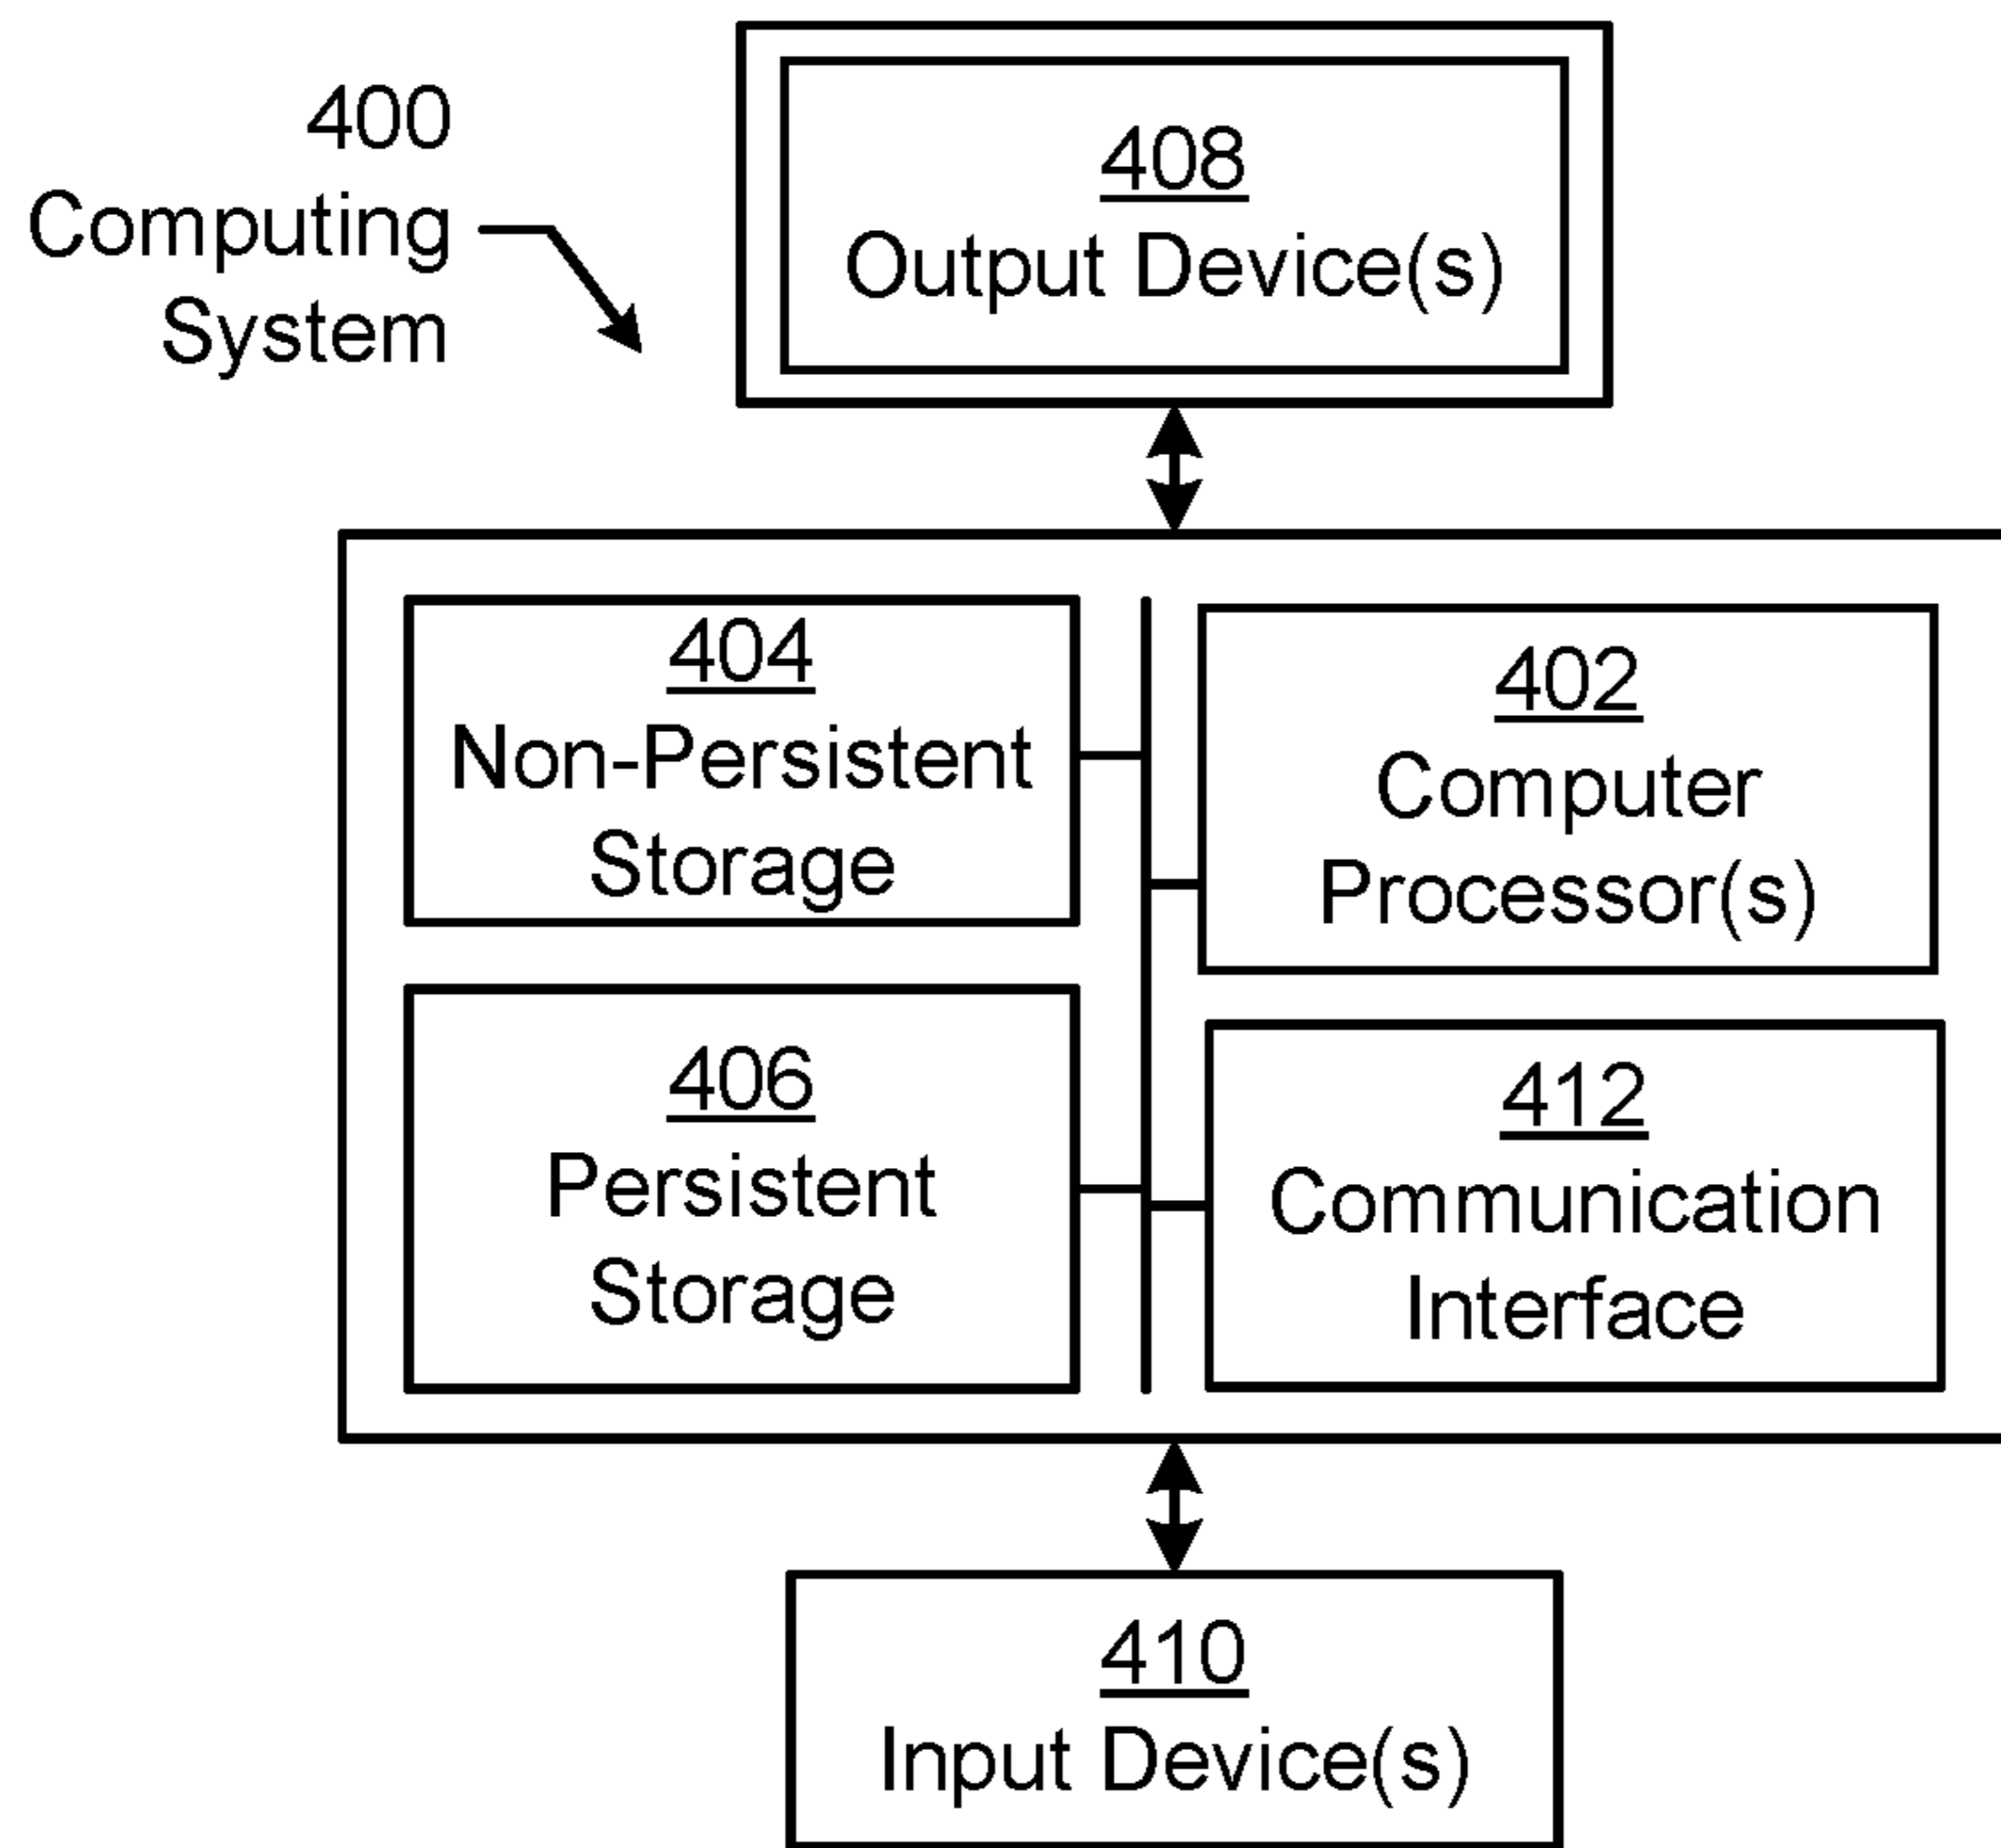 400
Computing
System
408
Output Device(s)
404
Non-Persistent
Storage
402
Computer
Processor(s)
406
Persistent
Storage
412
Communication
Interface
410
Input Device(s)